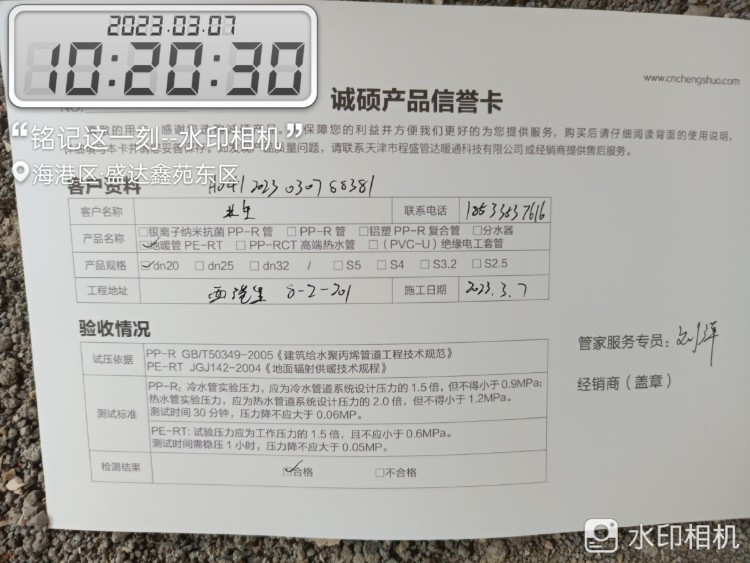 2023.03.07
10:20:30
www.cnchengshuo.com
诚硕产品信誉卡
“铭记这一刻-水印相机”
保障您的利益并方便我们更好的为您提供服务，购买后请仔细阅读背面的使用说明，
质量问题，请联系天津市程盛管达暖通科技有限公司或经销商提供售后服务。
海港区·盛达鑫苑东区
客户资料
客户名称 业主 联系电话
产品名称 □银离子纳米抗菌 PP-R 管 □PP-R 管 □铝塑 PP-R 复合管 □分水器
☑地暖管 PE-RT □PP-RCT 高端热水管 □（PVC-U）绝缘电工套管
产品规格 ☑dn20 □dn25 □dn32 / □S5 □S4 □S3.2 □S2.5
工程地址 8-2-201 施工日期 2023.3.7
验收情况
试压依据 PP-R GB/T50349-2005《建筑给水聚丙烯管道工程技术规范》
PE-RT JGJ142-2004《地面辐射供暖技术规程》
测试标准 PP-R：冷水管实验压力，应为冷水管道系统设计压力的 1.5 倍，但不得小于 0.9MPa；
热水管实验压力，应为热水管道系统设计压力的 2.0 倍，但不得小于 1.2MPa。
测试时间 30 分钟，压力降不应大于 0.06MP。
PE-RT: 试验压力应为工作压力的 1.5 倍，且不应小于 0.6MPa。
测试时间需稳压 1 小时，压力降不应大于 0.05MP。
检测结果 ☑合格 □不合格
管家服务专员：刘洋
经销商（盖章）
水印相机